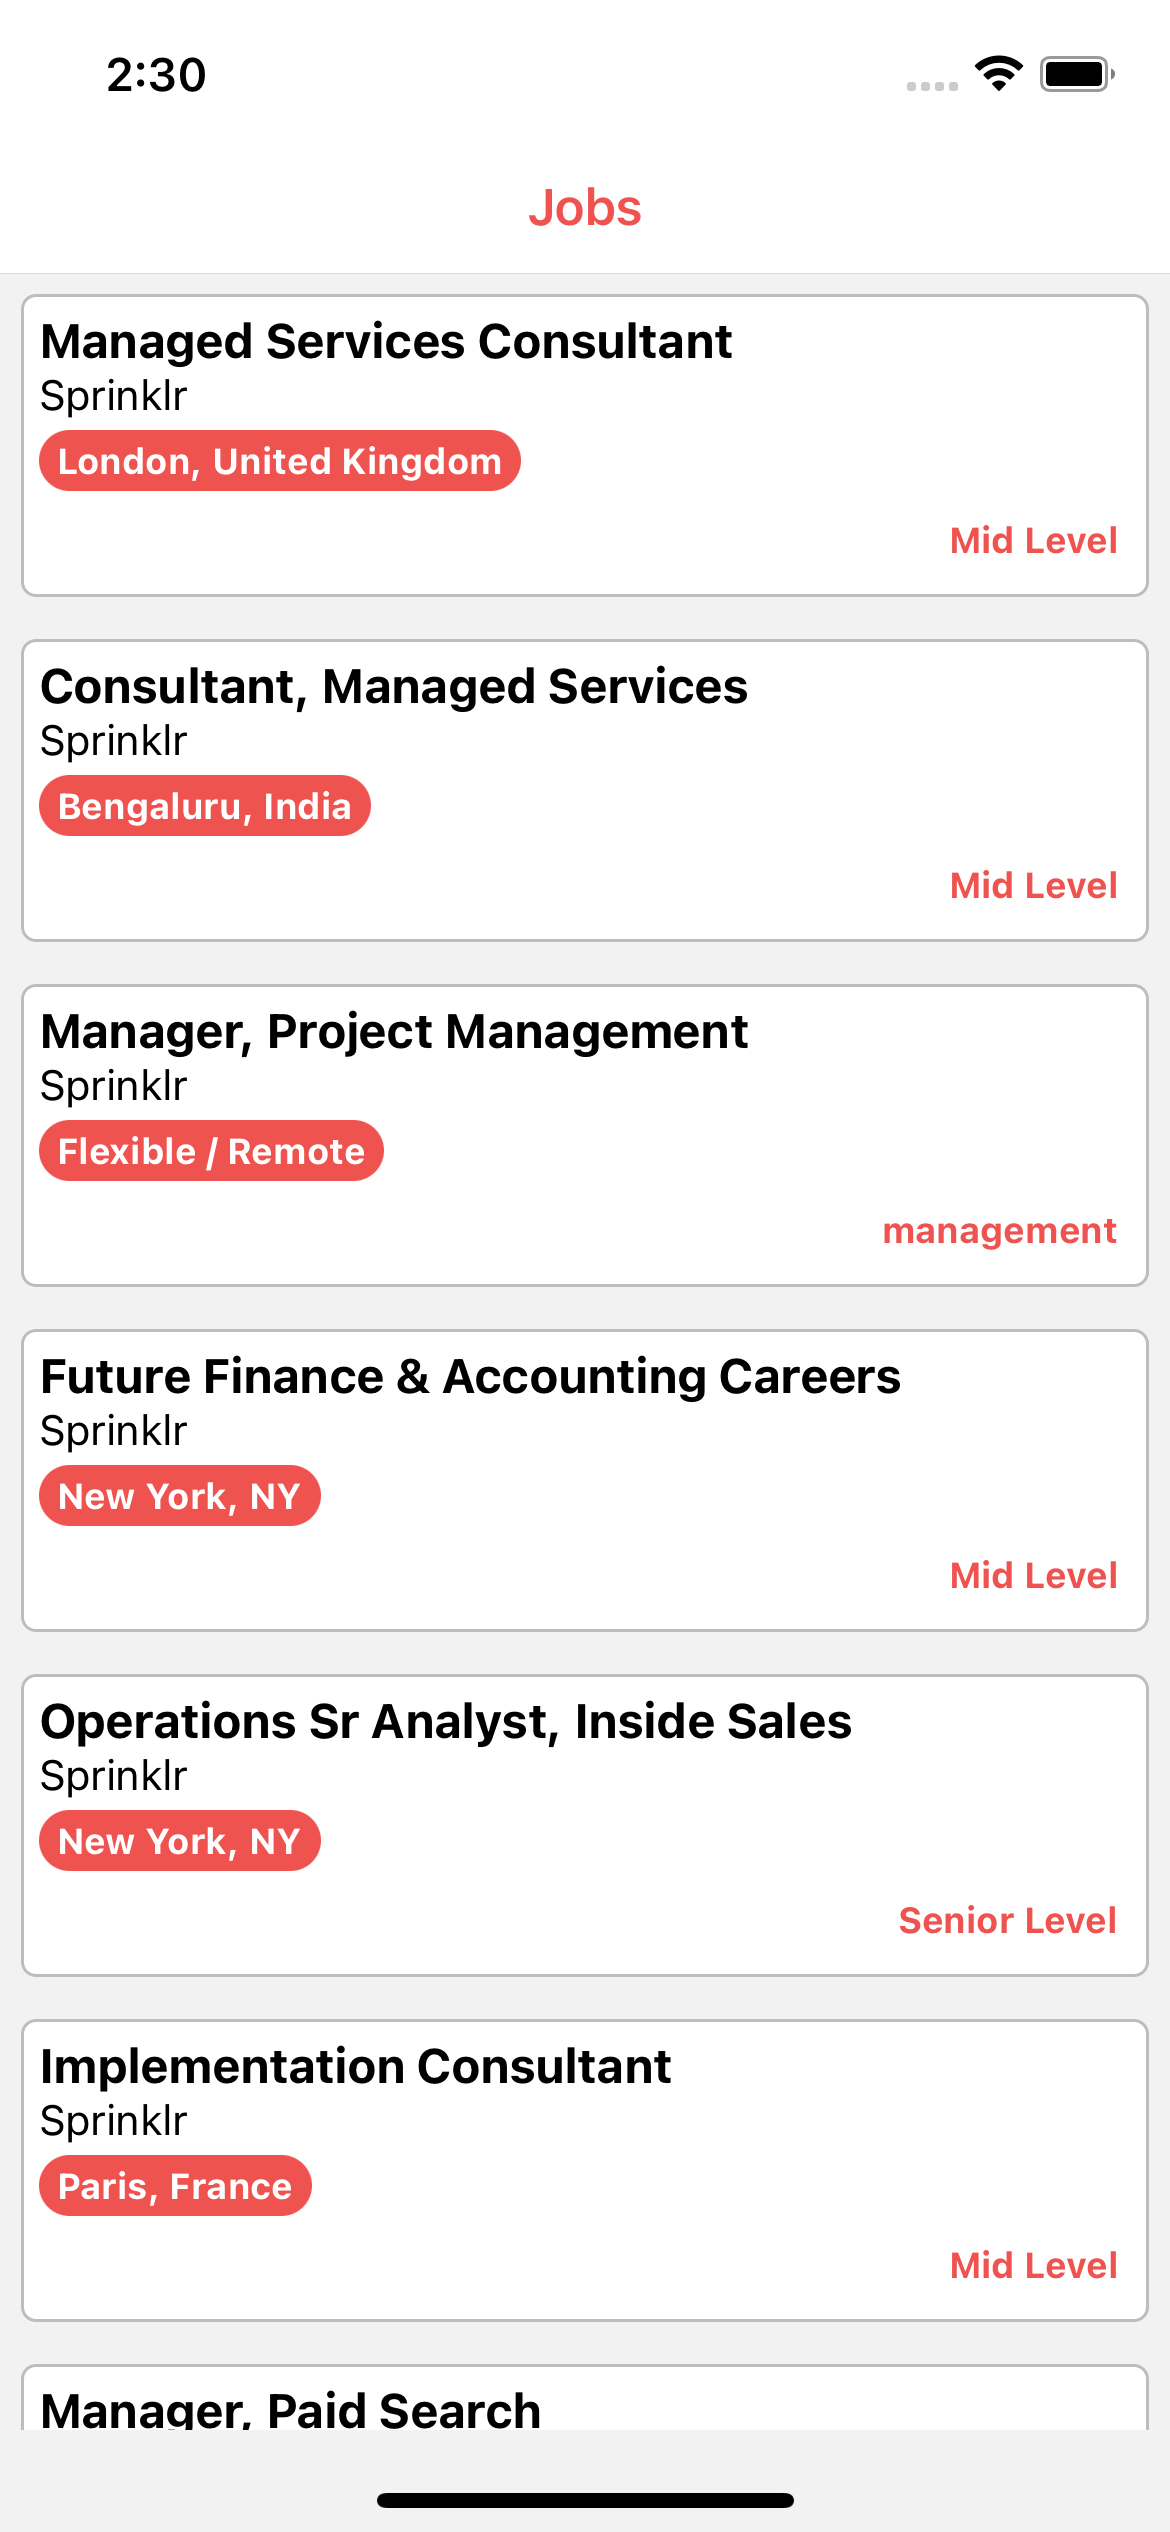 2:30
Jobs
Managed Services Consultant
Sprinklr
London, United Kingdom
Mid Level
Consultant, Managed Services
Sprinklr
Bengaluru, India
Mid Level
Manager, Project Management
Sprinklr
Flexible / Remote
management
Future Finance & Accounting Careers
Sprinklr
New York, NY
Mid Level
Operations Sr Analyst, Inside Sales
Sprinklr
New York, NY
Senior Level
Implementation Consultant
Sprinklr
Paris, France
Mid Level
Manager, Paid Search